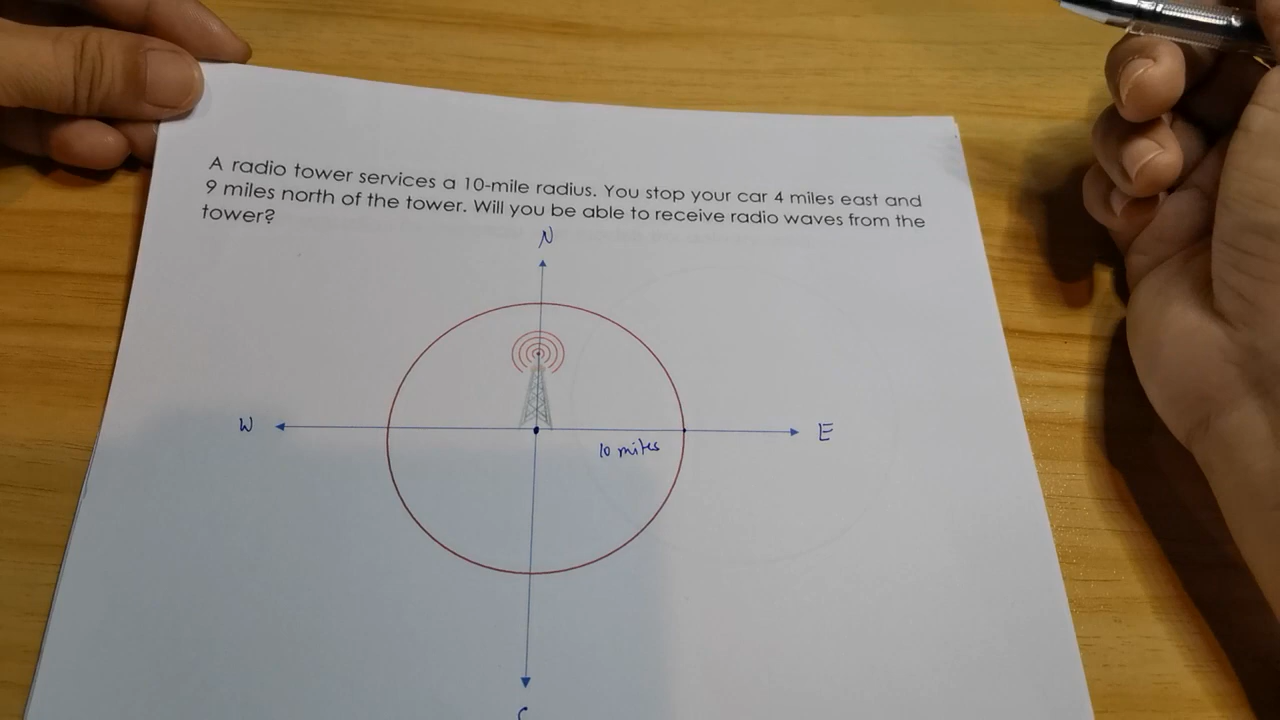 A radio tower services a 10-mile radius. You stop your car 4 miles east and
9 miles north of the tower. Will you be able to receive radio waves from the
tower?
N
W
E
10 miles